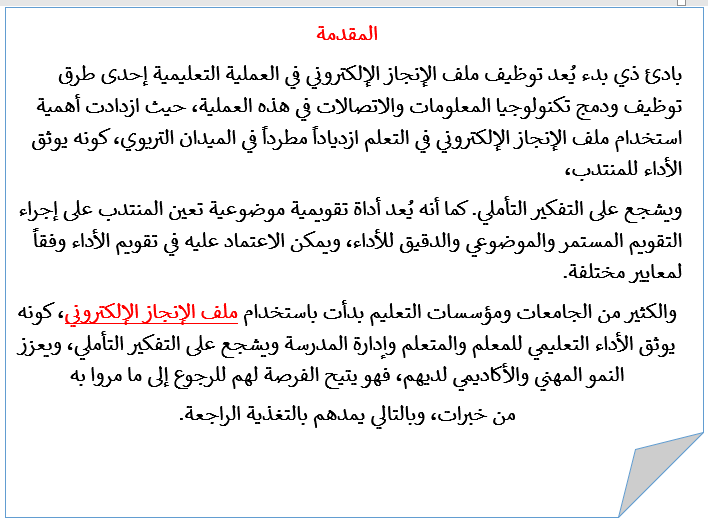 المقدمة
بادئ ذي بدء يُعد توظيف ملف الإنجاز الإلكتروني في العملية التعليمية إحدى طرق
توظيف ودمج تكنولوجيا المعلومات والاتصالات في هذه العملية، حيث ازدادت أهمية
استخدام ملف الإنجاز الإلكتروني في التعلم ازدياداً مطرداً في الميدان التربوي، كونه يوثق
الأداء للمنتدب،
ويشجع على التفكير التأملي. كما أنه يُعد أداة تقويمية موضوعية تعين المنتدب على إجراء
التقويم المستمر والموضوعي والدقيق للأداء، ويمكن الاعتماد عليه في تقويم الأداء وفقاً
لمعايير مختلفة.
والكثير من الجامعات ومؤسسات التعليم بدأت باستخدام ملف الإنجاز الإلكتروني، كونه
يوثق الأداء التعليمي للمعلم والمتعلم وإدارة المدرسة ويشجع على التفكير التأملي، ويعزز
النمو المهني والأكاديمي لديهم، فهو يتيح الفرصة لهم للرجوع إلى ما مروا به
من خبرات، وبالتالي يمدهم بالتغذية الراجعة.